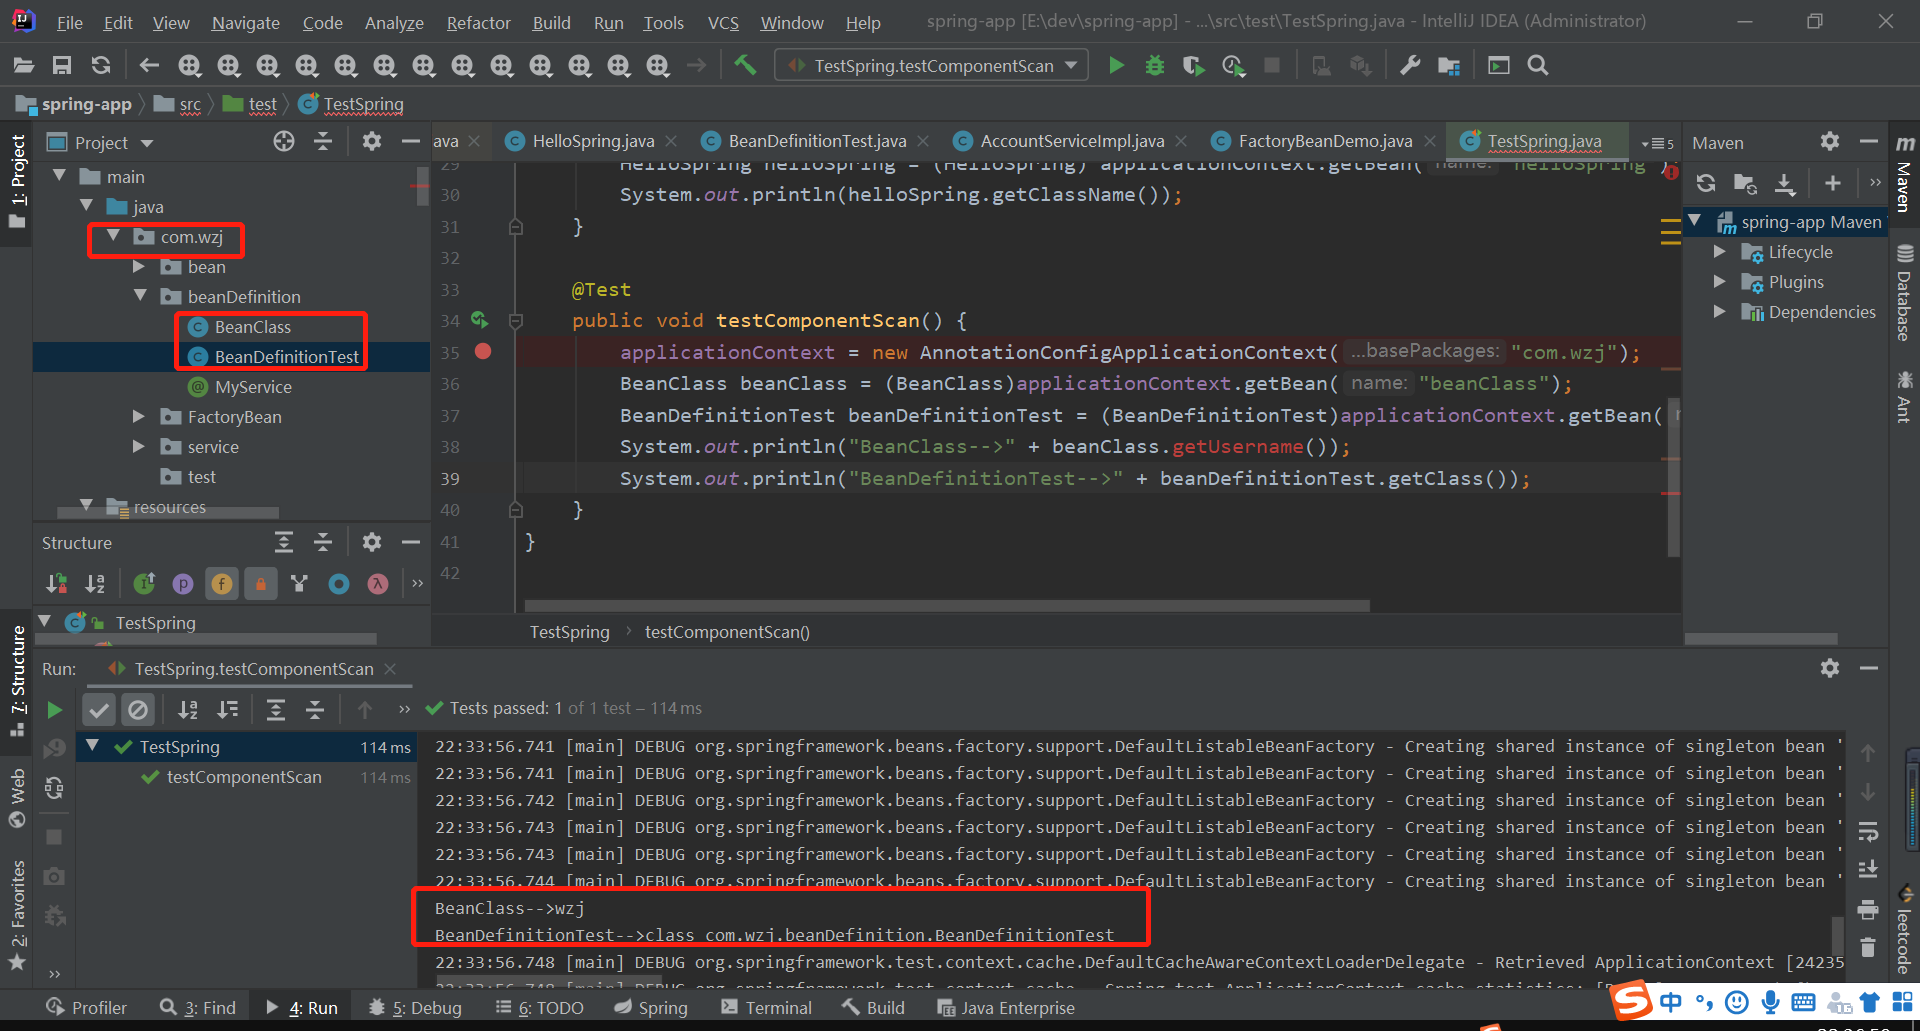 File Edit View Navigate Code Analyze Refactor Build Run Tools VCS Window Help spring-app [E:\dev\spring-app] - ...\src\test\TestSpring.java - IntelliJ IDEA (Administrator)
TestSpring.testComponentScan
spring-app src test TestSpring
1: Project
Project
main
java
com.wzj
bean
beanDefinition
BeanClass
BeanDefinitionTest
MyService
FactoryBean
service
test
resources
ava HelloSpring.java BeanDefinitionTest.java AccountServiceImpl.java FactoryBeanDemo.java TestSpring.java 5
29 HelloSpring helloSpring = (HelloSpring) applicationContext.getBean( name: "helloSpring" )
30 System.out.println(helloSpring.getClassName());
31 }
32
33 @Test
34 public void testComponentScan() {
35 applicationContext = new AnnotationConfigApplicationContext( ...basePackages: "com.wzj");
36 BeanClass beanClass = (BeanClass)applicationContext.getBean( name: "beanClass");
37 BeanDefinitionTest beanDefinitionTest = (BeanDefinitionTest)applicationContext.getBean(
38 System.out.println("BeanClass-->" + beanClass.getUsername());
39 System.out.println("BeanDefinitionTest-->" + beanDefinitionTest.getClass());
40 }
41 }
42
TestSpring testComponentScan()
Maven
spring-app Maven
Lifecycle
Plugins
Dependencies
Maven
Database
Ant
leetcode
Structure
TestSpring
7: Structure
Web
2: Favorites
Run: TestSpring.testComponentScan
Tests passed: 1 of 1 test – 114 ms
TestSpring 114 ms
testComponentScan 114 ms
22:33:56.741 [main] DEBUG org.springframework.beans.factory.support.DefaultListableBeanFactory - Creating shared instance of singleton bean '
22:33:56.741 [main] DEBUG org.springframework.beans.factory.support.DefaultListableBeanFactory - Creating shared instance of singleton bean '
22:33:56.742 [main] DEBUG org.springframework.beans.factory.support.DefaultListableBeanFactory - Creating shared instance of singleton bean '
22:33:56.743 [main] DEBUG org.springframework.beans.factory.support.DefaultListableBeanFactory - Creating shared instance of singleton bean '
22:33:56.743 [main] DEBUG org.springframework.beans.factory.support.DefaultListableBeanFactory - Creating shared instance of singleton bean '
22:33:56.744 [main] DEBUG org.springframework.beans.factory.support.DefaultListableBeanFactory - Creating shared instance of singleton bean '
BeanClass-->wzj
BeanDefinitionTest-->class com.wzj.beanDefinition.BeanDefinitionTest
22:33:56.748 [main] DEBUG org.springframework.test.context.cache.DefaultCacheAwareContextLoaderDelegate - Retrieved ApplicationContext [24235
Profiler 3: Find 4: Run 5: Debug 6: TODO Spring Terminal Build Java Enterprise
中